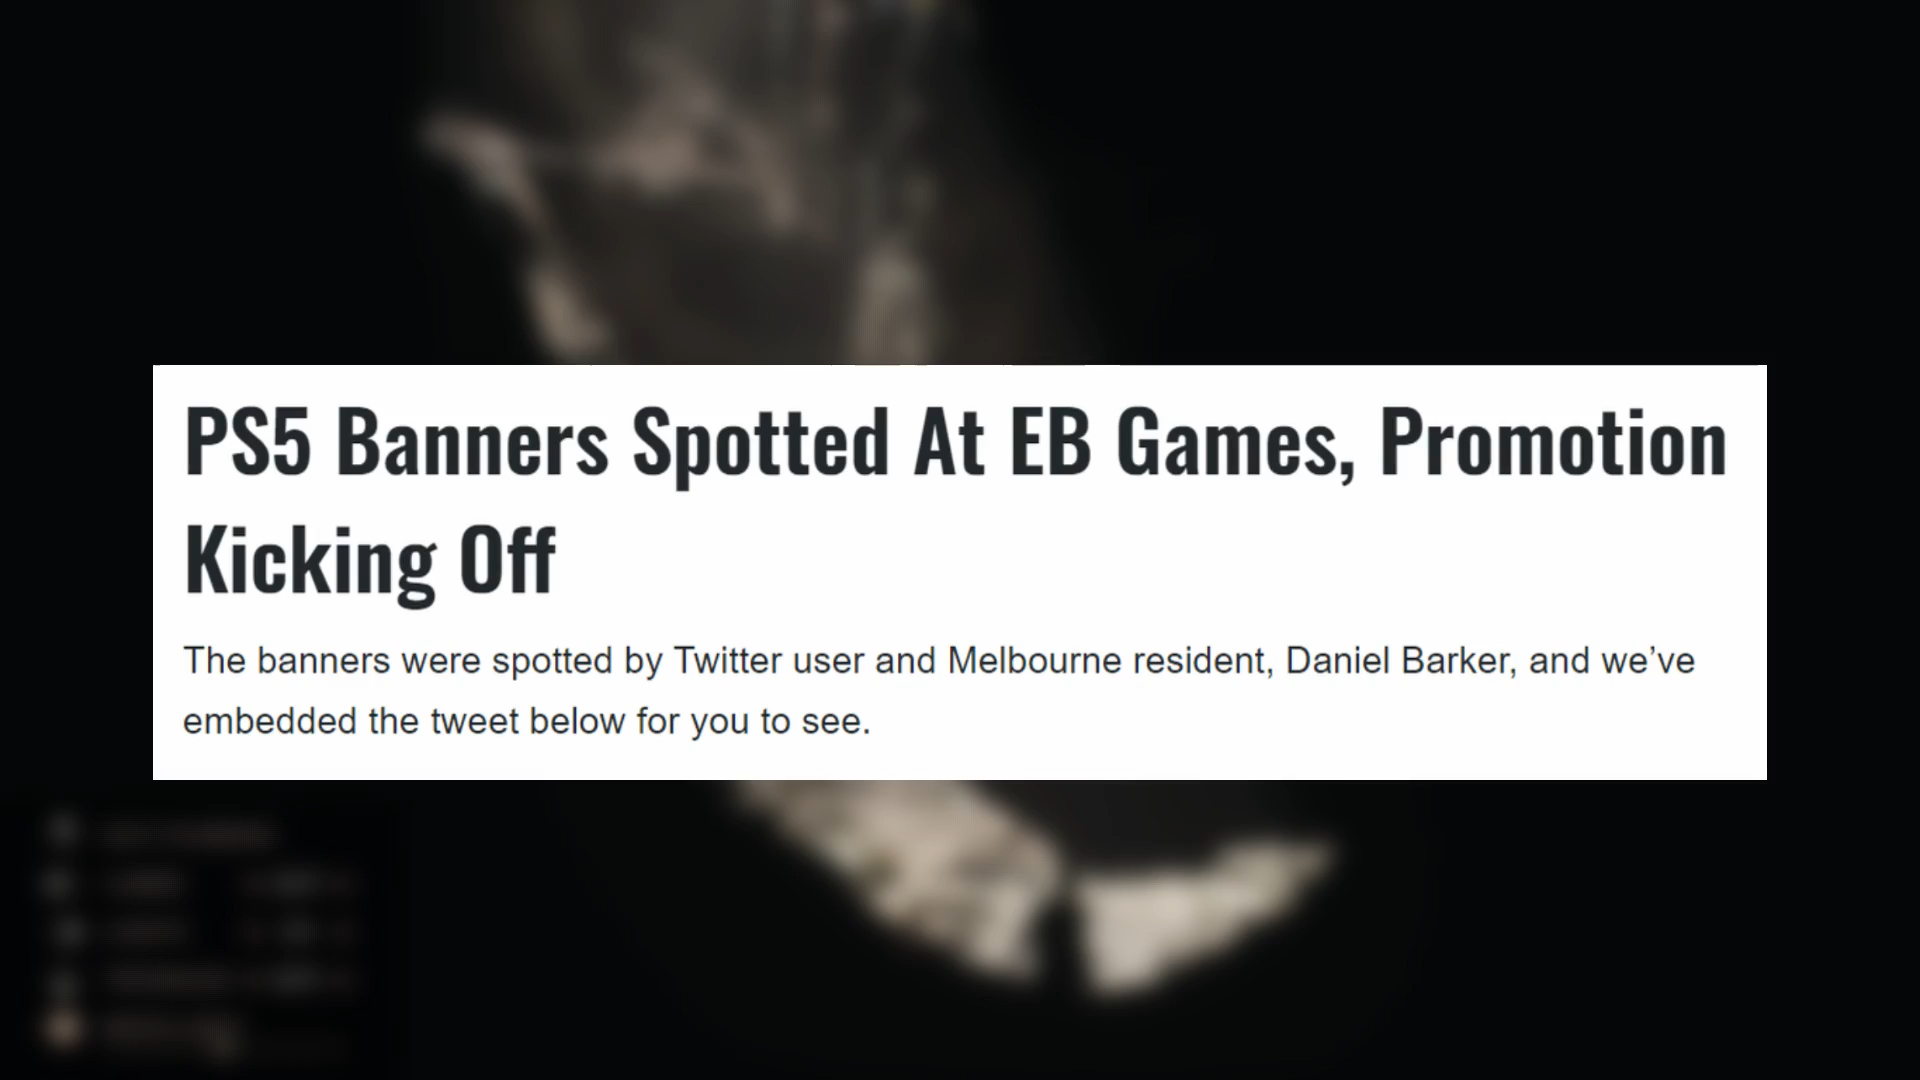 PS5 Banners Spotted At EB Games, Promotion
Kicking Off
The banners were spotted by Twitter user and Melbourne resident, Daniel Barker, and we’ve
embedded the tweet below for you to see.